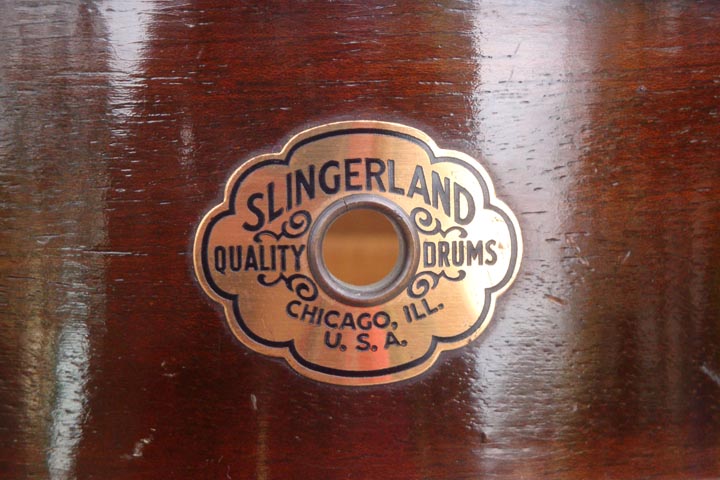 SLINGERLAND
QUALITY DRUMS
CHICAGO, ILL.
U. S. A.